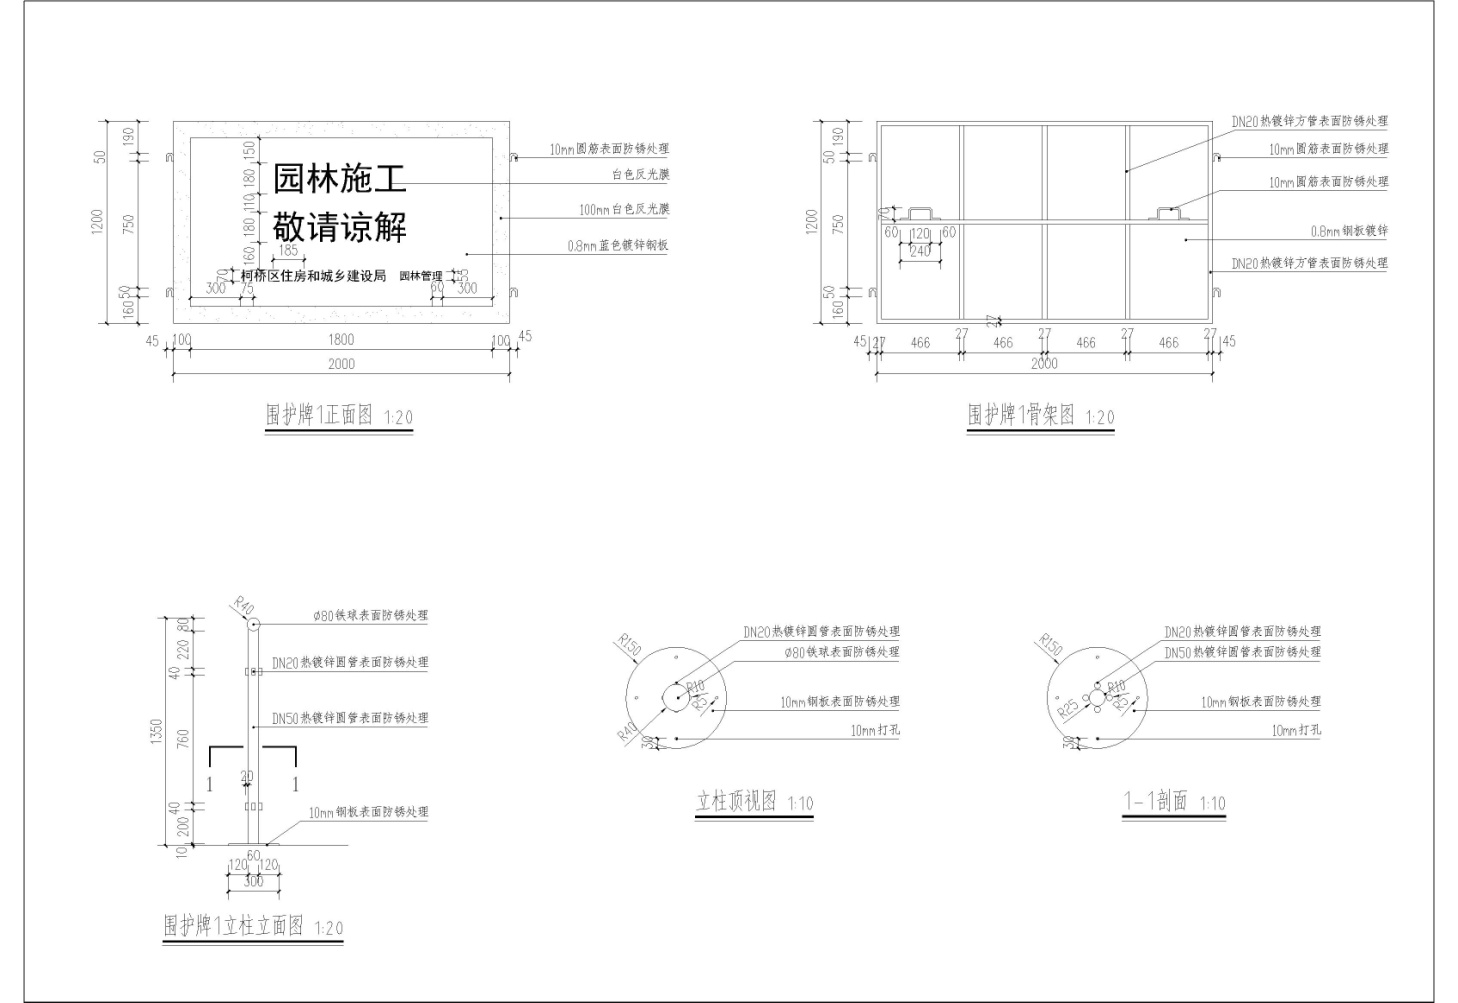 190
50
750
50
160
1200
150
180
110
180
160
园林施工
敬请谅解
185
70
柯桥区住房和城乡建设局 园林管理
55
300 75 60 300
10mm圆筋表面防锈处理
白色反光膜
100mm白色反光膜
0.8mm蓝色镀锌钢板
45 100 1800 100 45
2000
围护牌1正面图 1:20
190
50
750
50
160
1200
70
60 120 60
240
27
DN20热镀锌方管表面防锈处理
10mm圆筋表面防锈处理
10mm圆筋表面防锈处理
0.8mm钢板镀锌
DN20热镀锌方管表面防锈处理
45 27 466 27 466 27 466 27 466 27 45
2000
围护牌1骨架图 1:20
R40
80
220
40
760
40
200
10
1350
Ø80铁球表面防锈处理
DN20热镀锌圆管表面防锈处理
DN50热镀锌圆管表面防锈处理
1 1
20
10mm钢板表面防锈处理
60
120 120
300
围护牌1立柱立面图 1:20
R150
DN20热镀锌圆管表面防锈处理
Ø80铁球表面防锈处理
R10
R40
30
10mm钢板表面防锈处理
10mm打孔
立柱顶视图 1:10
R150
DN20热镀锌圆管表面防锈处理
DN50热镀锌圆管表面防锈处理
R10
R25
30
10mm钢板表面防锈处理
10mm打孔
1-1剖面 1:10